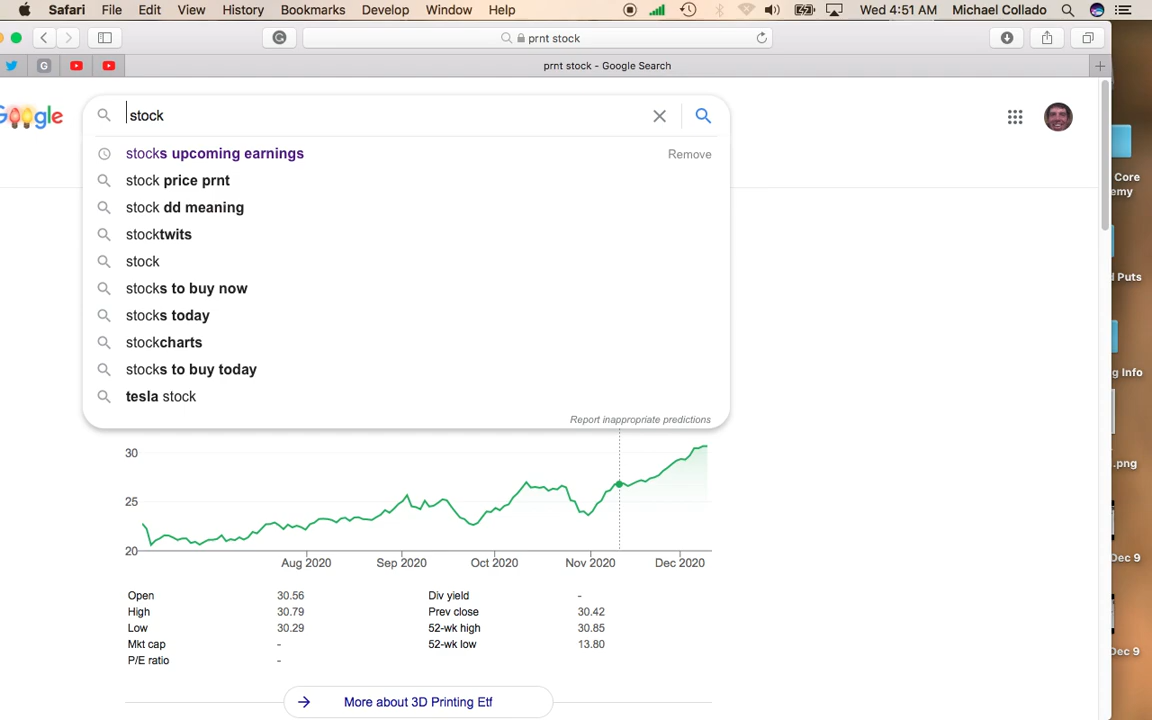 Safari File Edit View History Bookmarks Develop Window Help Wed 4:51 AM Michael Collado
prnt stock
G
prnt stock - Google Search
stock
stocks upcoming earnings Remove
stock price prnt
stock dd meaning
stocktwits
stock
stocks to buy now
stocks today
stockcharts
stocks to buy today
tesla stock
Report inappropriate predictions
30
25
20
Aug 2020 Sep 2020 Oct 2020 Nov 2020 Dec 2020
Open 30.56 Div yield -
High 30.79 Prev close 30.42
Low 30.29 52-wk high 30.85
Mkt cap - 52-wk low 13.80
P/E ratio -
More about 3D Printing Etf
Core
Puts
Info
.png
Dec 9
Dec 9